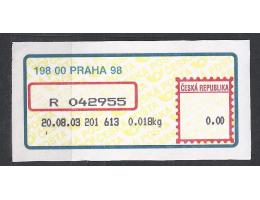 198 00 PRAHA 98
ČESKÁ REPUBLIKA
R 042955
20.08.03 201 613 0.018kg
0.00